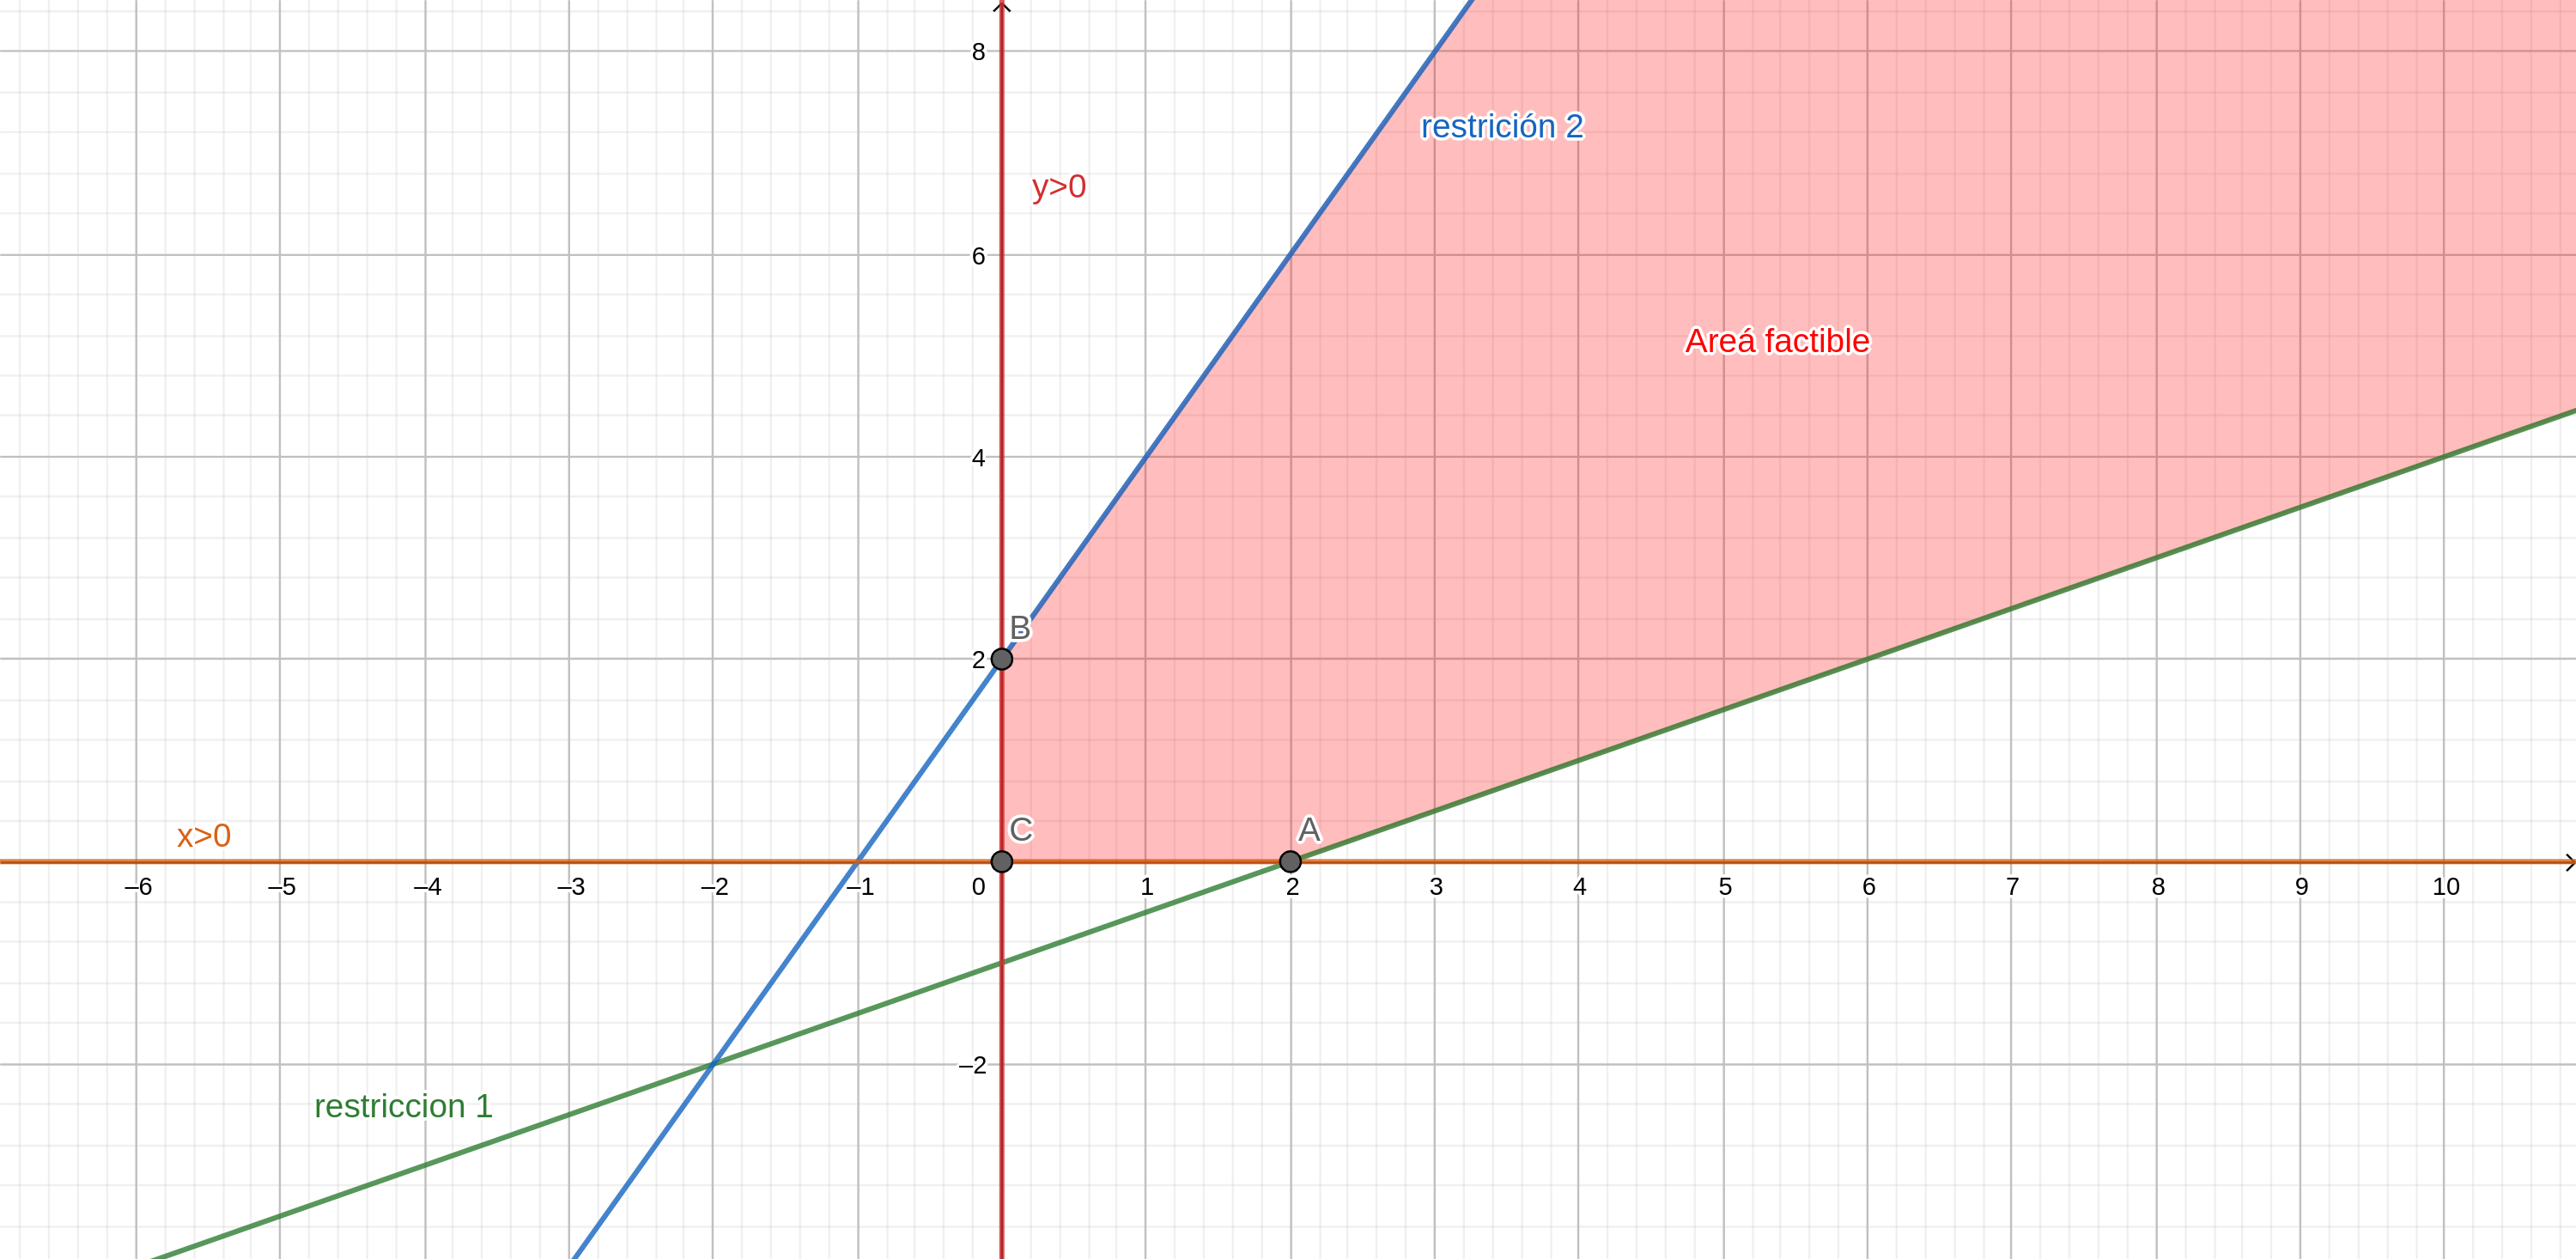 8
restrición 2
y>0
6
Areá factible
4
B
2
x>0
C
A
–6 –5 –4 –3 –2 –1 0 1 2 3 4 5 6 7 8 9 10
–2
restriccion 1